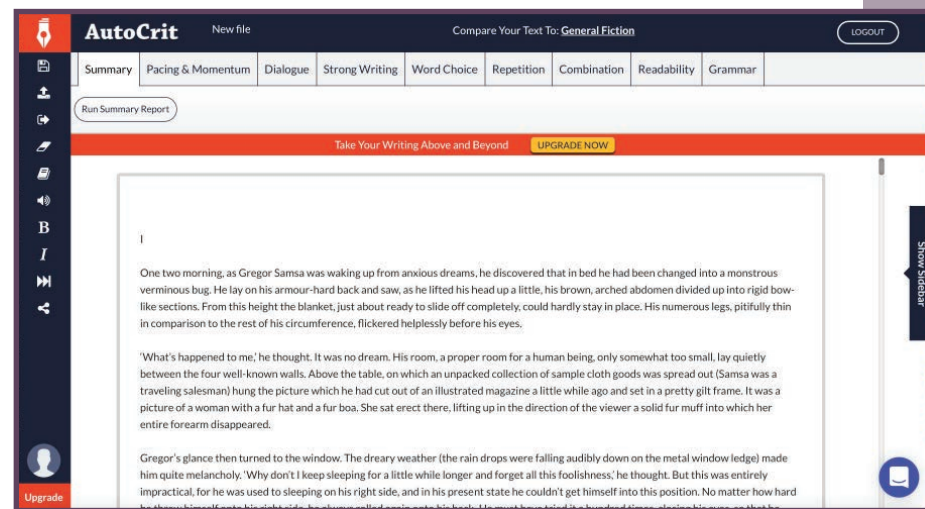 AutoCrit
New file
Compare Your Text To: General Fiction
LOGOUT
Summary Pacing & Momentum Dialogue Strong Writing Word Choice Repetition Combination Readability Grammar
Run Summary Report
Take Your Writing Above and Beyond UPGRADE NOW
B
I
I
One two morning, as Gregor Samsa was waking up from anxious dreams, he discovered that in bed he had been changed into a monstrous
verminous bug. He lay on his armour-hard back and saw, as he lifted his head up a little, his brown, arched abdomen divided up into rigid bow-
like sections. From this height the blanket, just about ready to slide off completely, could hardly stay in place. His numerous legs, pitifully thin
in comparison to the rest of his circumference, flickered helplessly before his eyes.
'What's happened to me,' he thought. It was no dream. His room, a proper room for a human being, only somewhat too small, lay quietly
between the four well-known walls. Above the table, on which an unpacked collection of sample cloth goods was spread out (Samsa was a
traveling salesman) hung the picture which he had cut out of an illustrated magazine a little while ago and set in a pretty gilt frame. It was a
picture of a woman with a fur hat and a fur boa. She sat erect there, lifting up in the direction of the viewer a solid fur muff into which her
entire forearm disappeared.
Gregor's glance then turned to the window. The dreary weather (the rain drops were falling audibly down on the metal window ledge) made
him quite melancholy. 'Why don't I keep sleeping for a little while longer and forget all this foolishness,' he thought. But this was entirely
impractical, for he was used to sleeping on his right side, and in his present state he couldn't get himself into this position. No matter how hard
Show Sidebar
Upgrade